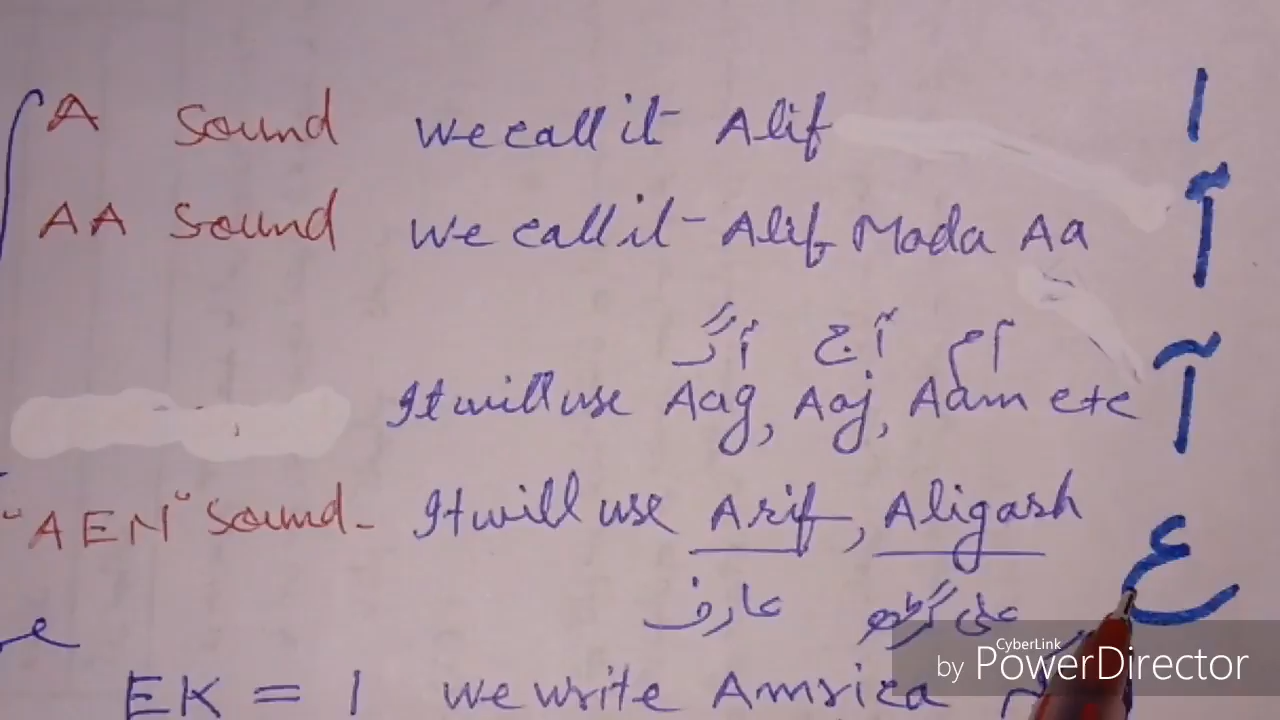 A Sound We call it Alif ا
AA Sound We call it - Alif Mada Aa آ
آگ آج آم
It will use Aag, Aaj, Aam etc آ
"AEN" Sound - It will use Arif, Aligarh ع
عارف علی گڑھ
EK = 1 we write America
CyberLink
by PowerDirector